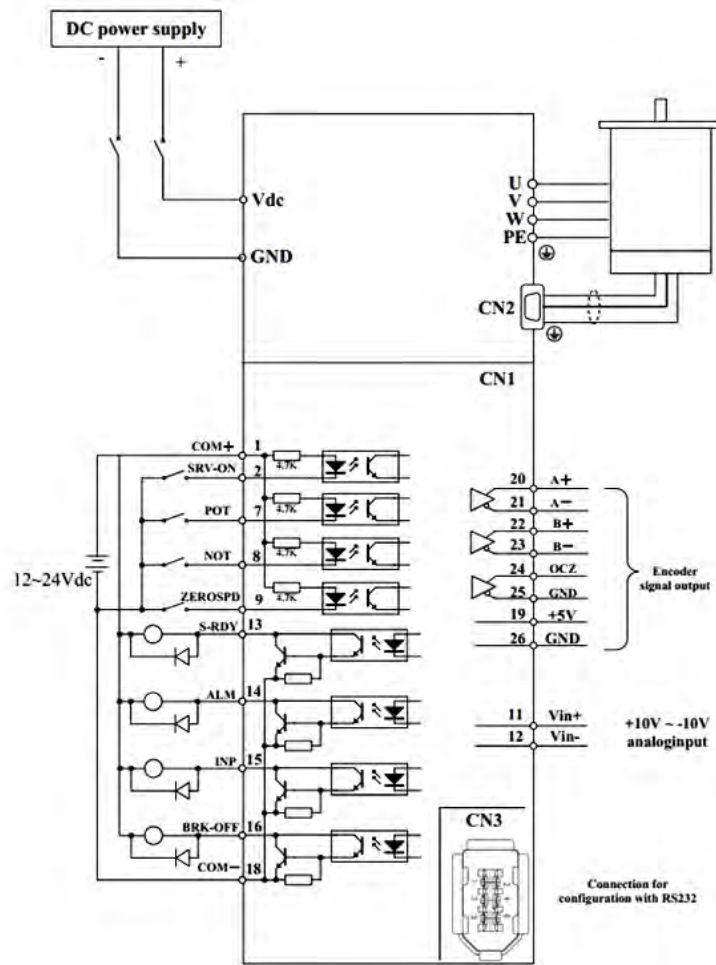 DC power supply
-
+
Vdc
GND
U
V
W
PE
CN2
CN1
COM+ 1
4.7K
SRV-ON 2
4.7K
POT 7
4.7K
NOT 8
4.7K
ZEROSPD 9
12~24Vdc
S-RDY 13
ALM 14
INP 15
BRK-OFF 16
COM− 18
20 A+
21 A−
22 B+
23 B−
24 OCZ
25 GND
19 +5V
26 GND
Encoder
signal output
11 Vin+
12 Vin-
+10V ~ -10V
analoginput
CN3
Connection for
configuration with RS232